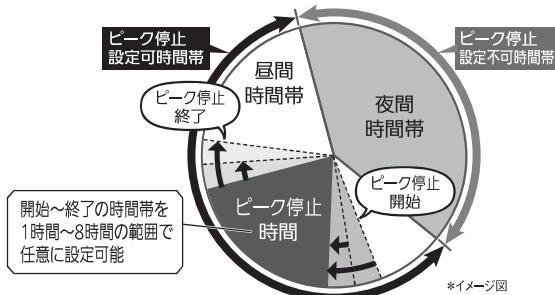 ピーク停止
設定可時間帯
ピーク停止
設定不可時間帯
昼間
時間帯
夜間
時間帯
ピーク停止
終了
ピーク停止
開始
ピーク停止
時間
開始～終了の時間帯を
1時間～8時間の範囲で
任意に設定可能
*イメージ図